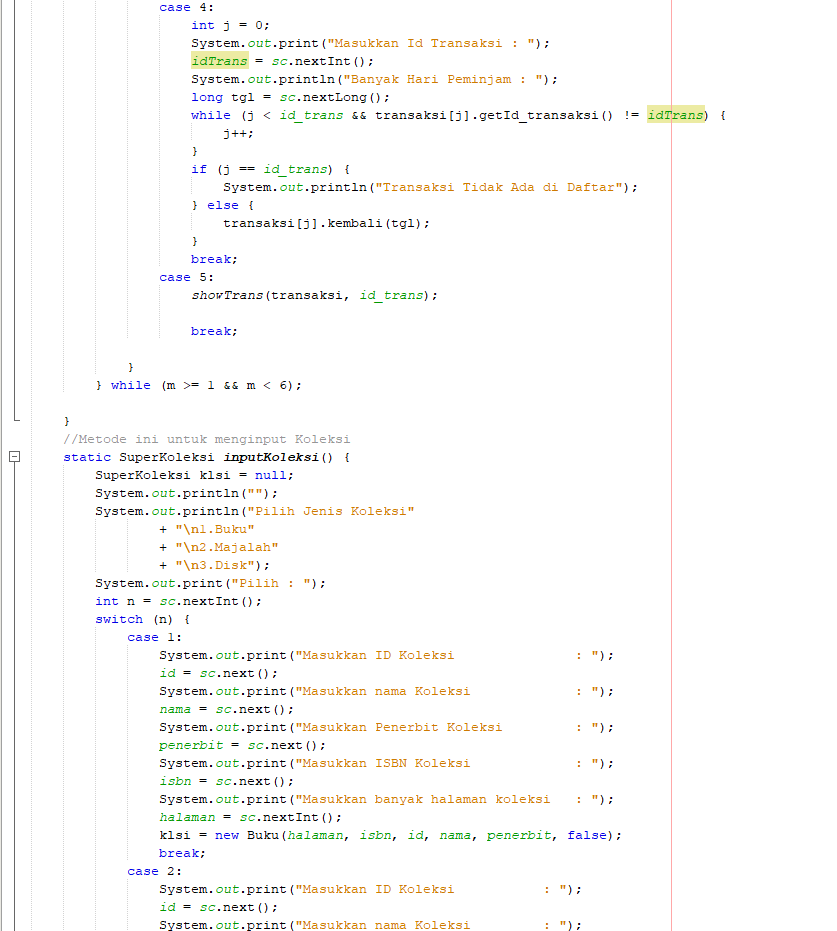 case 4:
int j = 0;
System.out.print("Masukkan Id Transaksi : ");
idTrans = sc.nextInt();
System.out.println("Banyak Hari Peminjam : ");
long tgl = sc.nextLong();
while (j < id_trans && transaksi[j].getId_transaksi() != idTrans) {
j++;
}
if (j == id_trans) {
System.out.println("Transaksi Tidak Ada di Daftar");
} else {
transaksi[j].kembali(tgl);
}
break;
case 5:
showTrans(transaksi, id_trans);
break;
}
} while (m >= 1 && m < 6);
}
//Metode ini untuk menginput Koleksi
static SuperKoleksi inputKoleksi() {
SuperKoleksi klsi = null;
System.out.println("");
System.out.println("Pilih Jenis Koleksi"
+ "\n1.Buku"
+ "\n2.Majalah"
+ "\n3.Disk");
System.out.print("Pilih : ");
int n = sc.nextInt();
switch (n) {
case 1:
System.out.print("Masukkan ID Koleksi               : ");
id = sc.next();
System.out.print("Masukkan nama Koleksi             : ");
nama = sc.next();
System.out.print("Masukkan Penerbit Koleksi         : ");
penerbit = sc.next();
System.out.print("Masukkan ISBN Koleksi             : ");
isbn = sc.next();
System.out.print("Masukkan banyak halaman koleksi   : ");
halaman = sc.nextInt();
klsi = new Buku(halaman, isbn, id, nama, penerbit, false);
break;
case 2:
System.out.print("Masukkan ID Koleksi           : ");
id = sc.next();
System.out.print("Masukkan nama Koleksi         : ");